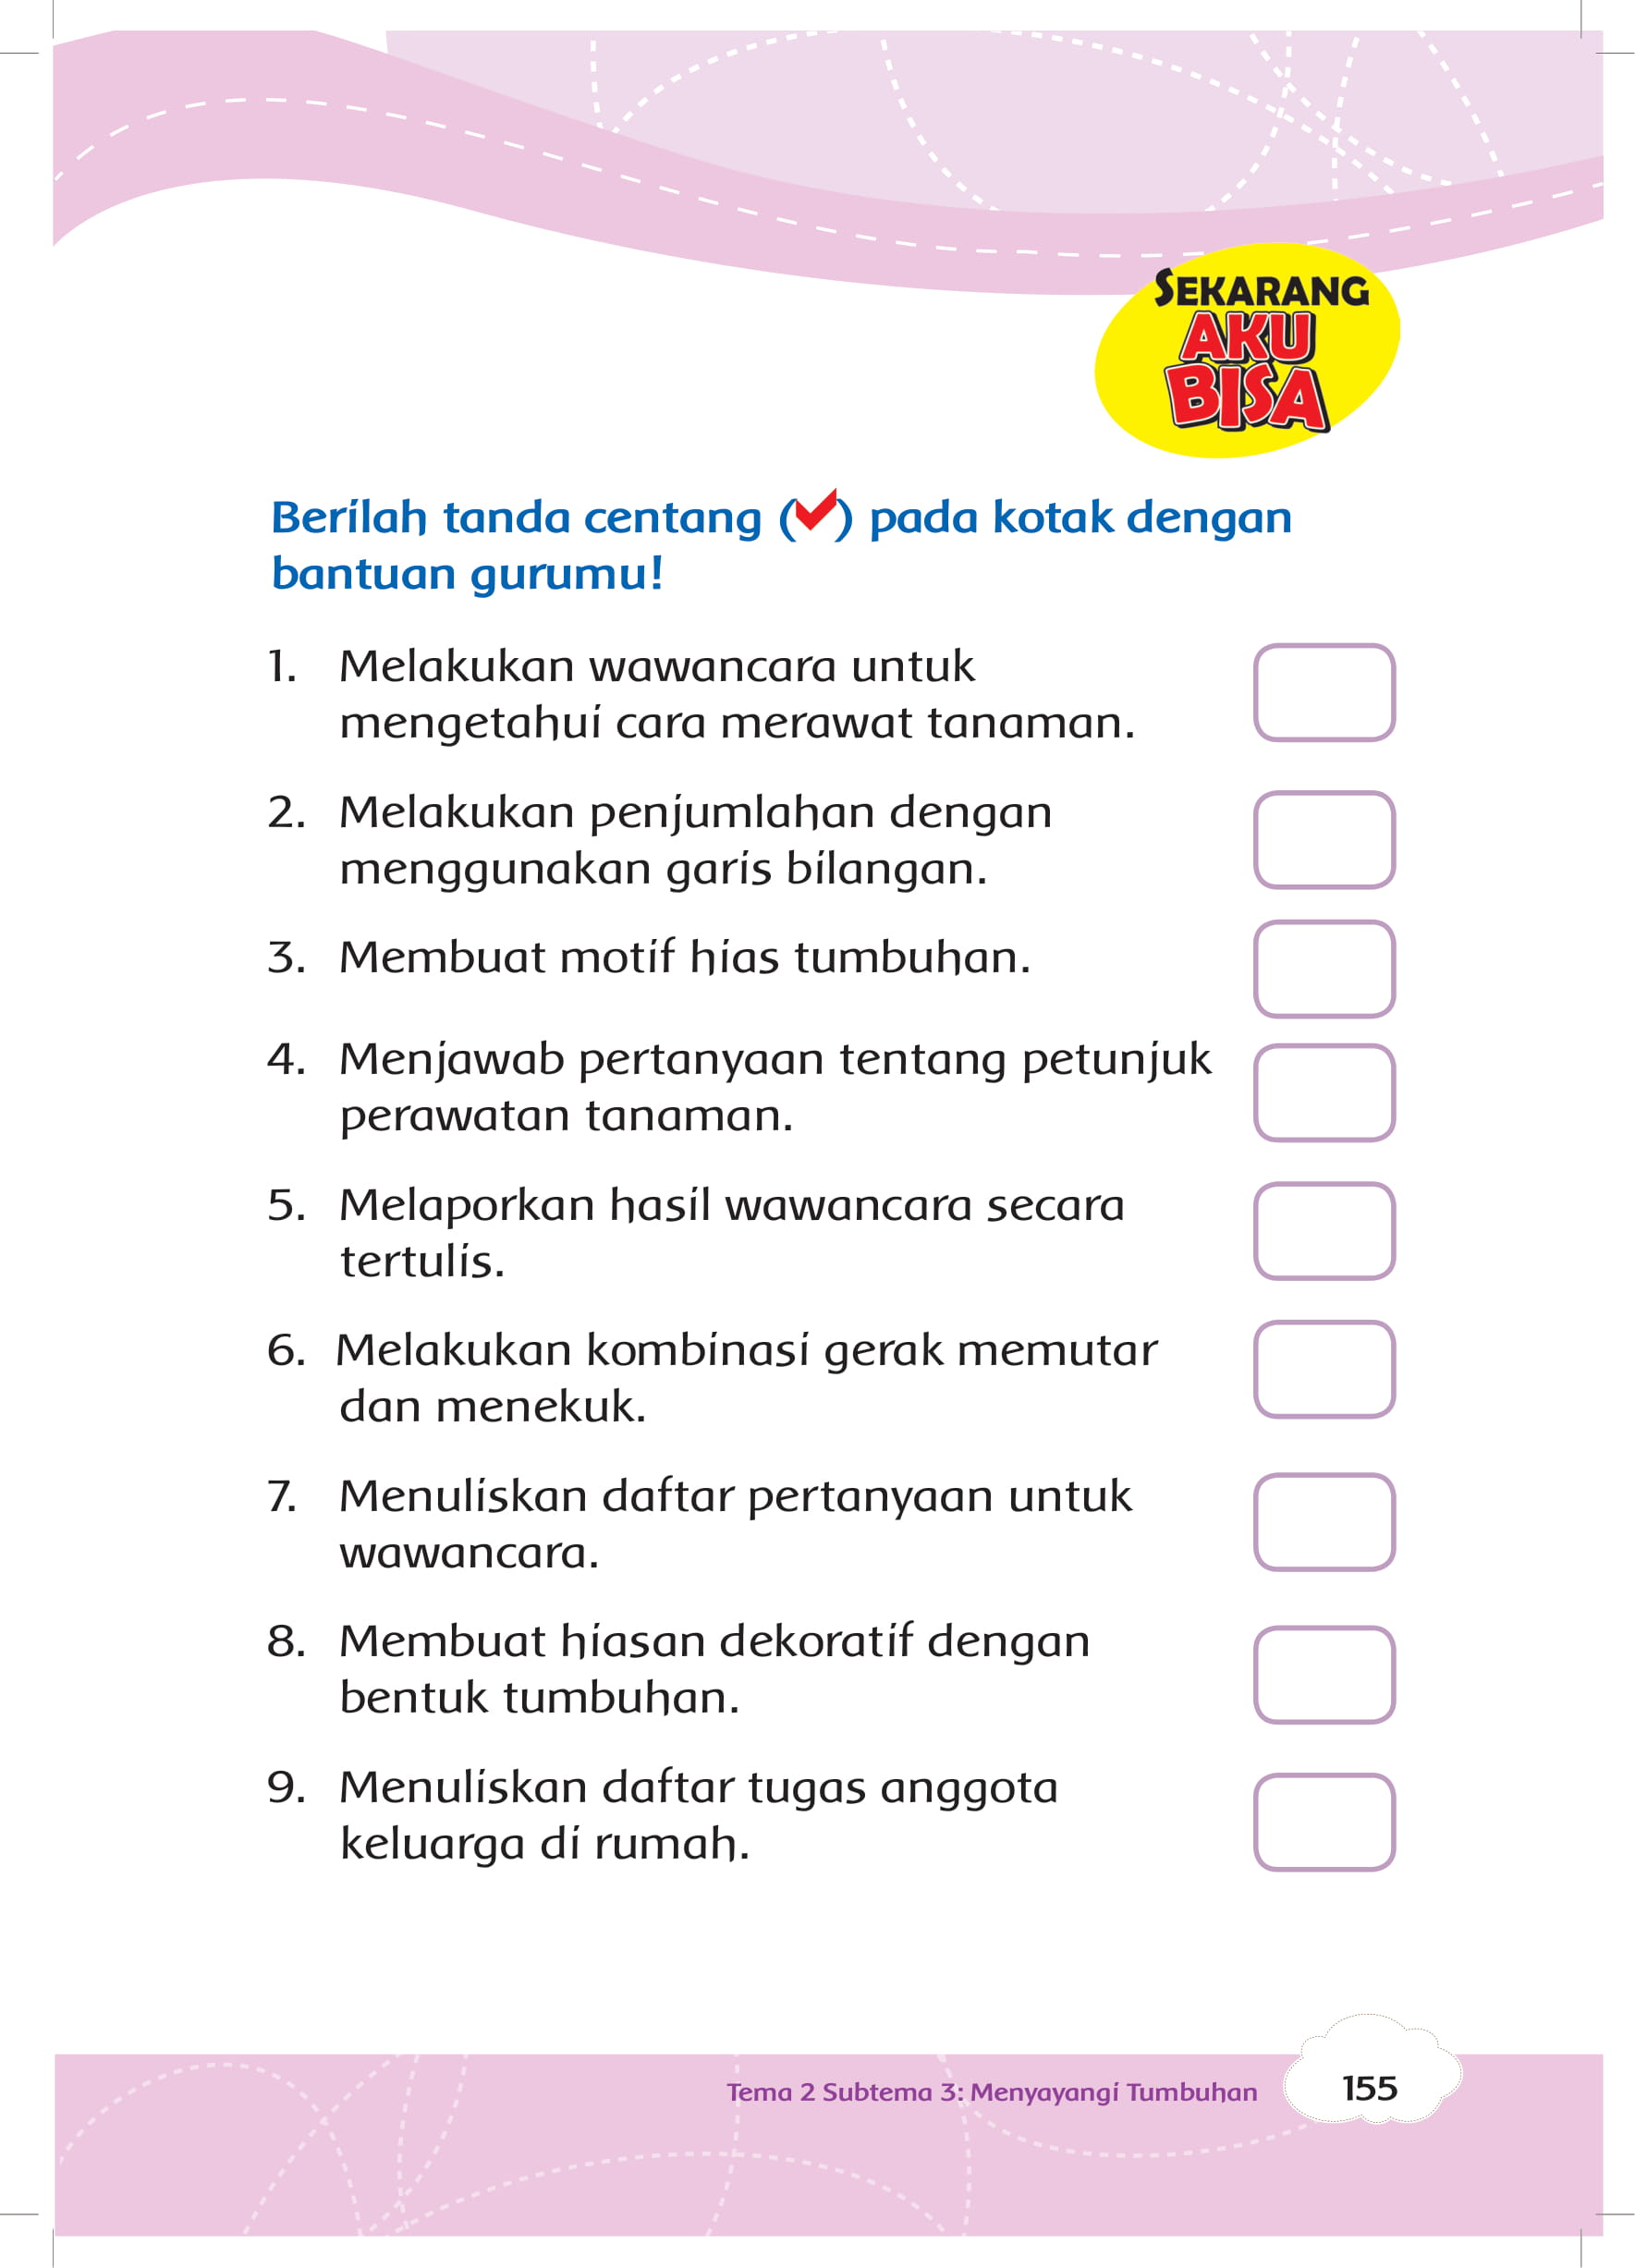 SEKARANG
AKU
BISA
Berilah tanda centang (✓) pada kotak dengan
bantuan gurumu!
1. Melakukan wawancara untuk
mengetahui cara merawat tanaman.
2. Melakukan penjumlahan dengan
menggunakan garis bilangan.
3. Membuat motif hias tumbuhan.
4. Menjawab pertanyaan tentang petunjuk
perawatan tanaman.
5. Melaporkan hasil wawancara secara
tertulis.
6. Melakukan kombinasi gerak memutar
dan menekuk.
7. Menuliskan daftar pertanyaan untuk
wawancara.
8. Membuat hiasan dekoratif dengan
bentuk tumbuhan.
9. Menuliskan daftar tugas anggota
keluarga di rumah.
Tema 2 Subtema 3: Menyayangi Tumbuhan
155